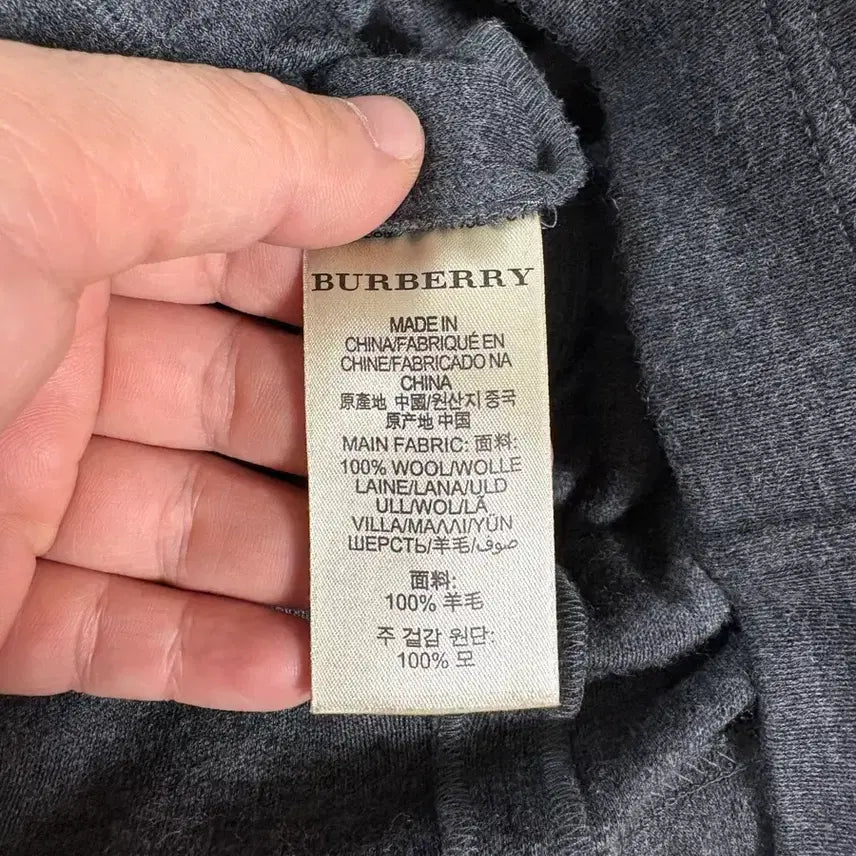 BURBERRY
MADE IN
CHINA/FABRIQUÉ EN
CHINE/FABRICADO NA
CHINA
原產地 中國/원산지 중국
原产地 中国
MAIN FABRIC: 面料:
100% WOOL/WOLLE
LAINE/LANA/ULD
ULL/WOL/LÃ
VILLA/ΜΑΛΛΙ/YÜN
ШЕРСТЬ/羊毛/صوف
面料:
100% 羊毛
주 겉감 원단:
100% 모